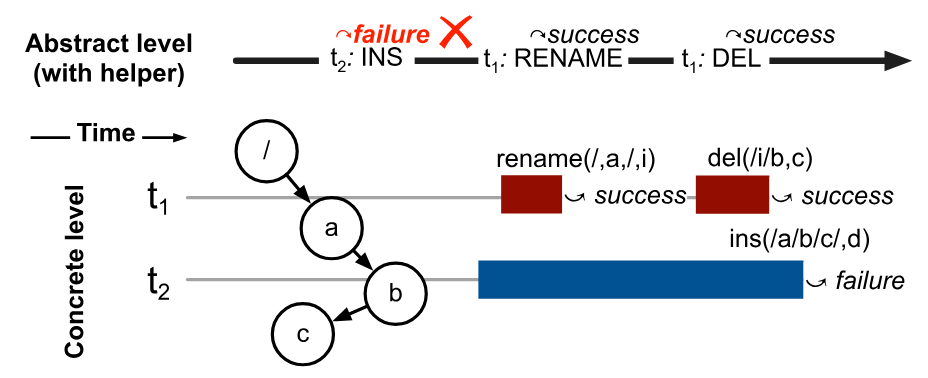 Abstract level
(with helper)
failure
success
success
t2: INS
t1: RENAME
t1: DEL
Time
/
a
b
c
Concrete level
t1
rename(/,a,/,i)
success
del(/i/b,c)
success
t2
ins(/a/b/c/,d)
failure